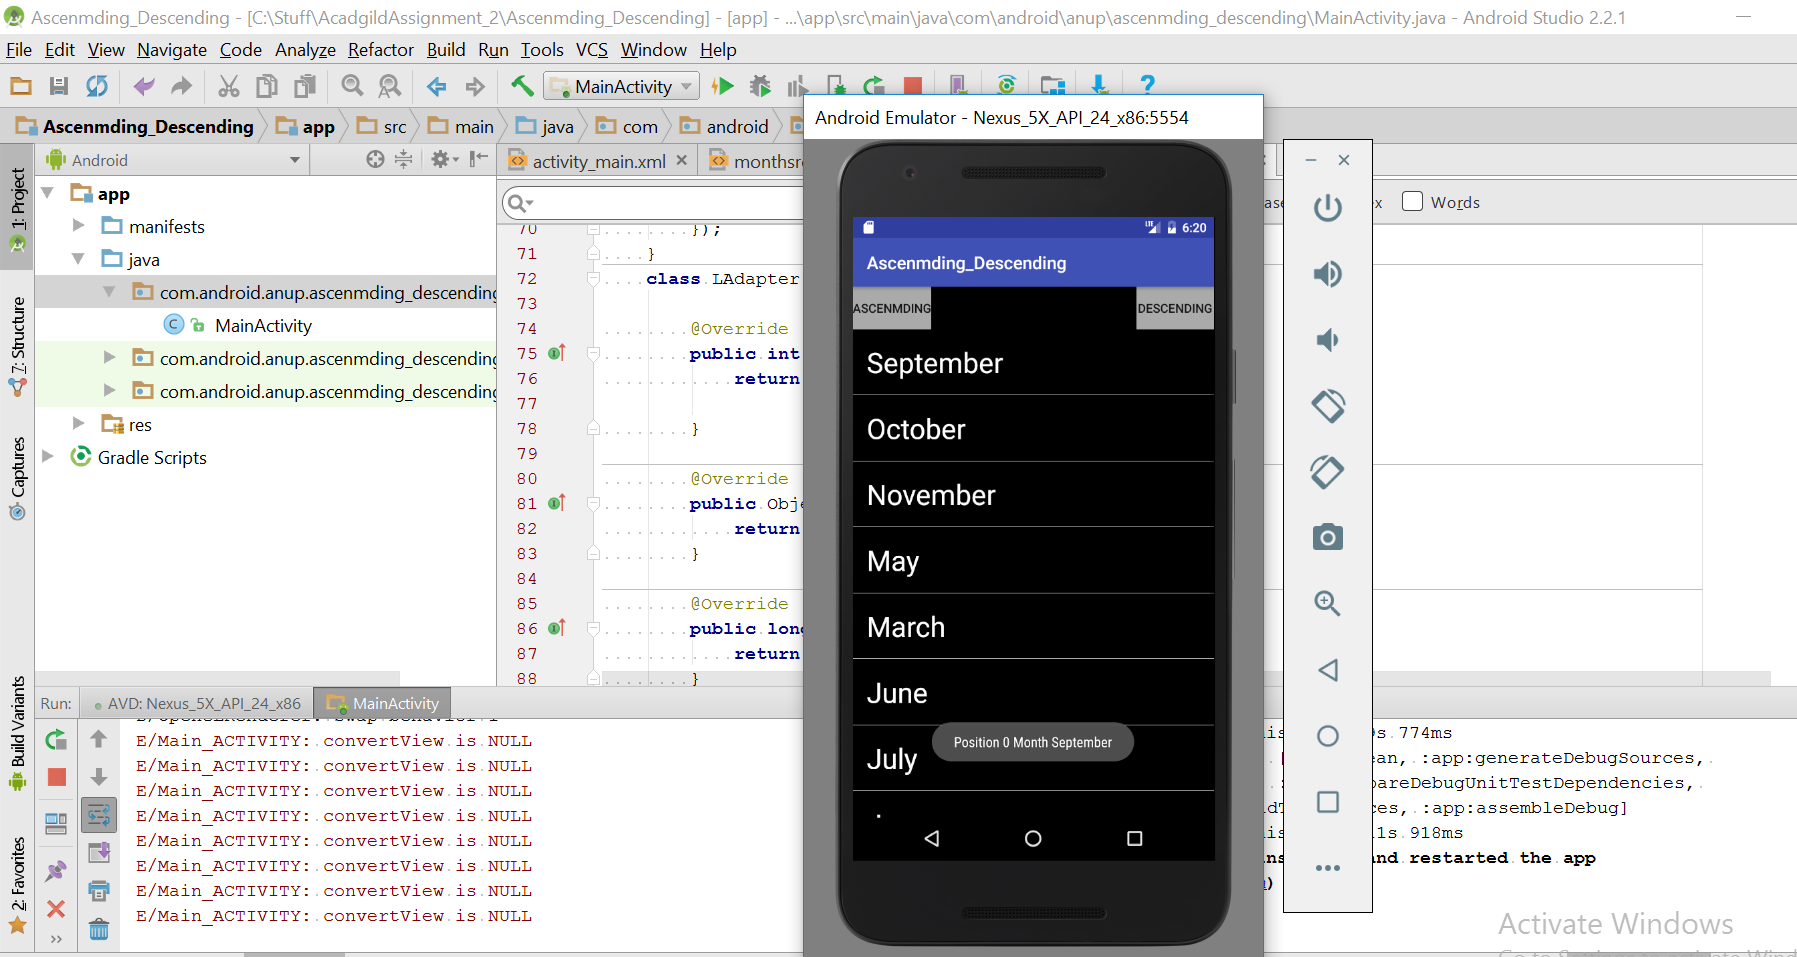 Ascenmding_Descending - [C:\Stuff\AcadgildAssignment_2\Ascenmding_Descending] - [app] - ...\app\src\main\java\com\android\anup\ascenmding_descending\MainActivity.java - Android Studio 2.2.1
File Edit View Navigate Code Analyze Refactor Build Run Tools VCS Window Help
MainActivity
Ascenmding_Descending app src main java com android
Android
activity_main.xml
1: Project
7: Structure
Captures
Build Variants
2: Favorites
app
manifests
java
com.android.anup.ascenmding_descending
MainActivity
com.android.anup.ascenmding_descending
com.android.anup.ascenmding_descending
res
Gradle Scripts
Words
70 });
71 }
72 class LAdapter
73
74 @Override
75 public int
76 return
77
78 }
79
80 @Override
81 public
82 return
83 }
84
85 @Override
86 public long
87 return
88 }
Android Emulator - Nexus_5X_API_24_x86:5554
LTE 6:20
Ascenmding_Descending
ASCENMDING DESCENDING
September
October
November
May
March
June
July
Position 0 Month September
Run: AVD: Nexus_5X_API_24_x86 MainActivity
E/Main_ACTIVITY: convertView is NULL
E/Main_ACTIVITY: convertView is NULL
E/Main_ACTIVITY: convertView is NULL
E/Main_ACTIVITY: convertView is NULL
E/Main_ACTIVITY: convertView is NULL
E/Main_ACTIVITY: convertView is NULL
E/Main_ACTIVITY: convertView is NULL
E/Main_ACTIVITY: convertView is NULL
s 774ms
ean, :app:generateDebugSources,
pareDebugUnitTestDependencies,
ces, :app:assembleDebug]
1s 918ms
and restarted the app
Activate Windows